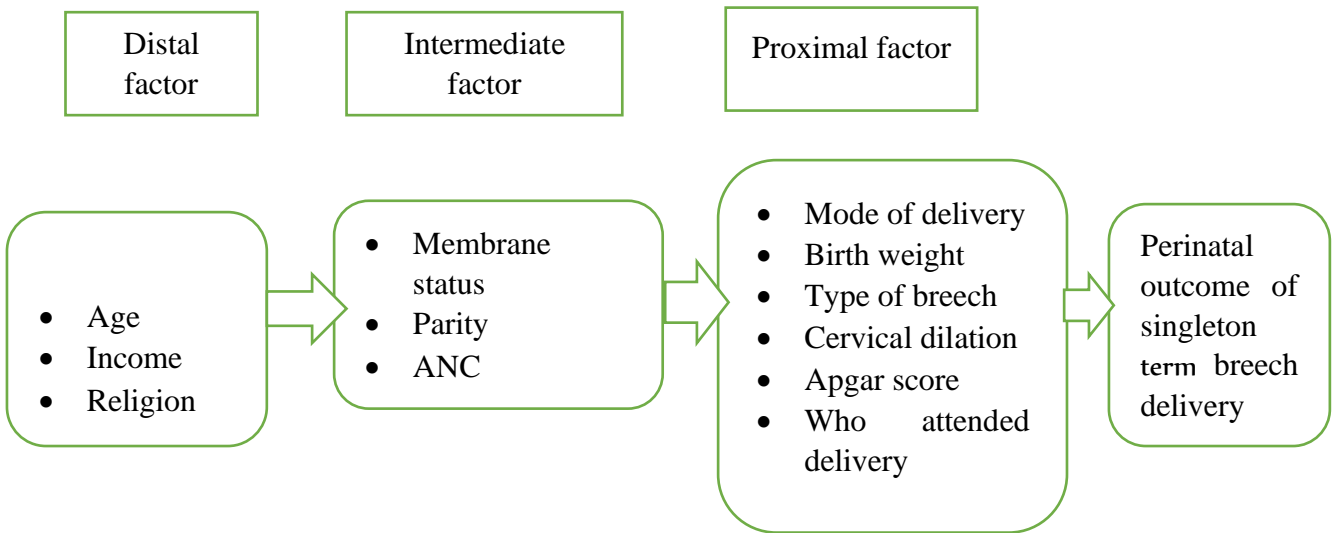 Distal
factor
Intermediate
factor
Proximal factor
• Age
• Income
• Religion
• Membrane
status
• Parity
• ANC
• Mode of delivery
• Birth weight
• Type of breech
• Cervical dilation
• Apgar score
• Who attended
delivery
Perinatal
outcome of
singleton
term breech
delivery